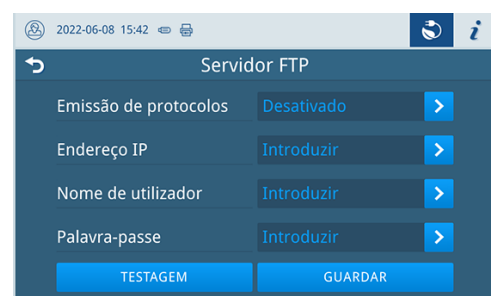 2022-06-08 15:42
i
Servidor FTP
Emissão de protocolos Desativado
Endereço IP Introduzir
Nome de utilizador Introduzir
Palavra-passe Introduzir
TESTAGEM GUARDAR